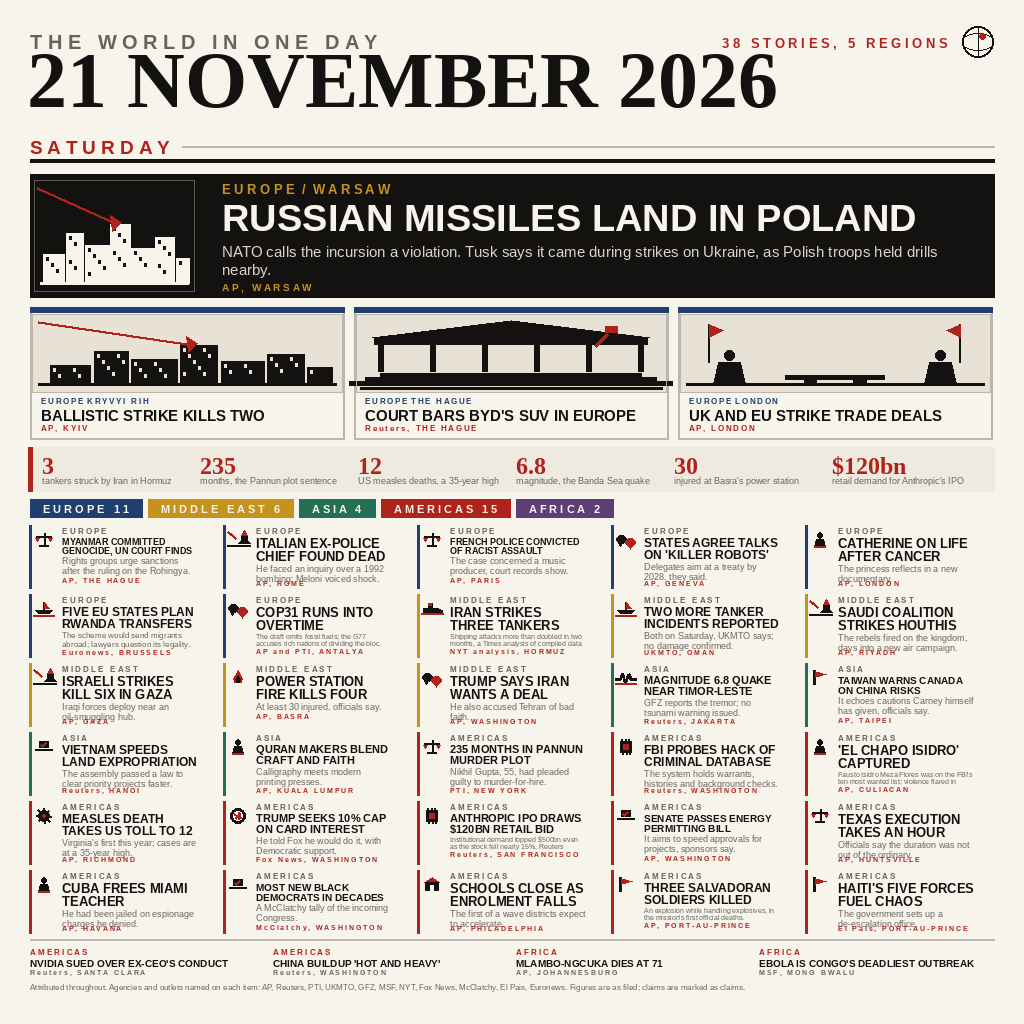 THE WORLD IN ONE DAY
38 STORIES, 5 REGIONS
21 NOVEMBER 2026
SATURDAY
EUROPE / WARSAW
RUSSIAN MISSILES LAND IN POLAND
NATO calls the incursion a violation. Tusk says it came during strikes on Ukraine, as Polish troops held drills
nearby.
AP, WARSAW
EUROPE KRYVYI RIH
BALLISTIC STRIKE KILLS TWO
AP, KYIV
EUROPE THE HAGUE
COURT BARS BYD'S SUV IN EUROPE
Reuters, THE HAGUE
EUROPE LONDON
UK AND EU STRIKE TRADE DEALS
AP, LONDON
3
tankers struck by Iran in Hormuz
235
months, the Pannun plot sentence
12
US measles deaths, a 35-year high
6.8
magnitude, the Banda Sea quake
30
injured at Basra's power station
$120bn
retail demand for Anthropic's IPO
EUROPE 11
MIDDLE EAST 6
ASIA 4
AMERICAS 15
AFRICA 2
EUROPE
MYANMAR COMMITTED
GENOCIDE, UN COURT FINDS
Rights groups urge sanctions
after the ruling on the Rohingya.
AP, THE HAGUE
EUROPE
ITALIAN EX-POLICE
CHIEF FOUND DEAD
He faced an inquiry over a 1992
bombing; Meloni voiced shock.
AP, ROME
EUROPE
FRENCH POLICE CONVICTED
OF RACIST ASSAULT
The case concerned a music
producer, court records show.
AP, PARIS
EUROPE
STATES AGREE TALKS
ON 'KILLER ROBOTS'
Delegates aim at a treaty by
2028, they said.
AP, GENEVA
EUROPE
CATHERINE ON LIFE
AFTER CANCER
The princess reflects in a new
documentary.
AP, LONDON
EUROPE
FIVE EU STATES PLAN
RWANDA TRANSFERS
The scheme would send migrants
abroad; lawyers question its legality.
Euronews, BRUSSELS
EUROPE
COP31 RUNS INTO
OVERTIME
The draft omits fossil fuels; the G77
accuses rich nations of dividing the bloc.
AP and PTI, ANTALYA
MIDDLE EAST
IRAN STRIKES
THREE TANKERS
Shipping attacks more than doubled in two
months, a Times analysis of compiled data
NYT analysis, HORMUZ
MIDDLE EAST
TWO MORE TANKER
INCIDENTS REPORTED
Both on Saturday, UKMTO says;
no damage confirmed.
UKMTO, OMAN
MIDDLE EAST
SAUDI COALITION
STRIKES HOUTHIS
The rebels fired on the kingdom,
days into a new air campaign.
AP, RIYADH
MIDDLE EAST
ISRAELI STRIKES
KILL SIX IN GAZA
Iraqi forces deploy near an
oil-smuggling hub.
AP, GAZA
MIDDLE EAST
POWER STATION
FIRE KILLS FOUR
At least 30 injured, officials say.
AP, BASRA
MIDDLE EAST
TRUMP SAYS IRAN
WANTS A DEAL
He also accused Tehran of bad
faith.
AP, WASHINGTON
ASIA
MAGNITUDE 6.8 QUAKE
NEAR TIMOR-LESTE
GFZ reports the tremor; no
tsunami warning issued.
Reuters, JAKARTA
ASIA
TAIWAN WARNS CANADA
ON CHINA RISKS
It echoes cautions Carney himself
has given, officials say.
AP, TAIPEI
ASIA
VIETNAM SPEEDS
LAND EXPROPRIATION
The assembly passed a law to
clear priority projects faster.
Reuters, HANOI
ASIA
QURAN MAKERS BLEND
CRAFT AND FAITH
Calligraphy meets modern
printing presses.
AP, KUALA LUMPUR
AMERICAS
235 MONTHS IN PANNUN
MURDER PLOT
Nikhil Gupta, 55, had pleaded
guilty to murder-for-hire.
PTI, NEW YORK
AMERICAS
FBI PROBES HACK OF
CRIMINAL DATABASE
The system holds warrants,
histories and background checks.
Reuters, WASHINGTON
AMERICAS
'EL CHAPO ISIDRO'
CAPTURED
Fausto Isidro Meza Flores was on the FBI's
ten most wanted list; violence flared in
AP, CULIACAN
AMERICAS
MEASLES DEATH
TAKES US TOLL TO 12
Virginia's first this year; cases are
at a 35-year high.
AP, RICHMOND
AMERICAS
TRUMP SEEKS 10% CAP
ON CARD INTEREST
He told Fox he would do it, with
Democratic support.
Fox News, WASHINGTON
AMERICAS
ANTHROPIC IPO DRAWS
$120BN RETAIL BID
Institutional demand topped $500bn even
as the stock fell nearly 15%, Reuters
Reuters, SAN FRANCISCO
AMERICAS
SENATE PASSES ENERGY
PERMITTING BILL
It aims to speed approvals for
projects, sponsors say.
AP, WASHINGTON
AMERICAS
TEXAS EXECUTION
TAKES AN HOUR
Officials say the duration was not
out of the ordinary.
AP, HUNTSVILLE
AMERICAS
CUBA FREES MIAMI
TEACHER
He had been jailed on espionage
charges he denied.
AP, HAVANA
AMERICAS
MOST NEW BLACK
DEMOCRATS IN DECADES
A McClatchy tally of the incoming
Congress.
McClatchy, WASHINGTON
AMERICAS
SCHOOLS CLOSE AS
ENROLMENT FALLS
The first of a wave districts expect
to accelerate.
AP, PHILADELPHIA
AMERICAS
THREE SALVADORAN
SOLDIERS KILLED
An explosion while handling explosives, in
the mission's first official deaths.
AP, PORT-AU-PRINCE
AMERICAS
HAITI'S FIVE FORCES
FUEL CHAOS
The government sets up a
de-escalation office.
El Pais, PORT-AU-PRINCE
AMERICAS
NVIDIA SUED OVER EX-CEO'S CONDUCT
Reuters, SANTA CLARA
AMERICAS
CHINA BUILDUP 'HOT AND HEAVY'
Reuters, WASHINGTON
AFRICA
MLAMBO-NGCUKA DIES AT 71
AP, JOHANNESBURG
AFRICA
EBOLA IS CONGO'S DEADLIEST OUTBREAK
MSF, MONG BWALU
Attributed throughout. Agencies and outlets named on each item: AP, Reuters, PTI, UKMTO, GFZ, MSF, NYT, Fox News, McClatchy, El Pais, Euronews. Figures are as filed; claims are marked as claims.